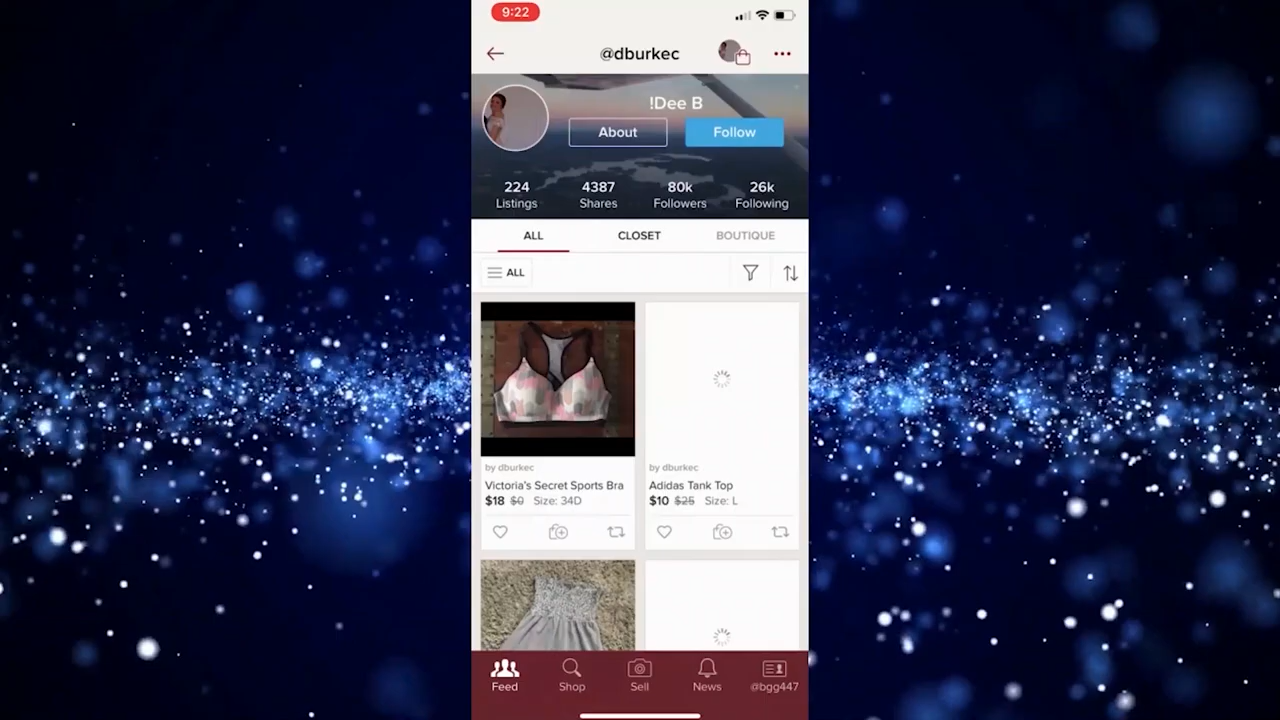 9:22
@dburkec
!Dee B
About
Follow
224
4387
80k
26k
Listings
Shares
Followers
Following
ALL
CLOSET
BOUTIQUE
ALL
by dburkec
Victoria's Secret Sports Bra
$18 $0 Size: 34D
by dburkec
Adidas Tank Top
$10 $25 Size: L
Feed
Shop
Sell
News
@bgg447